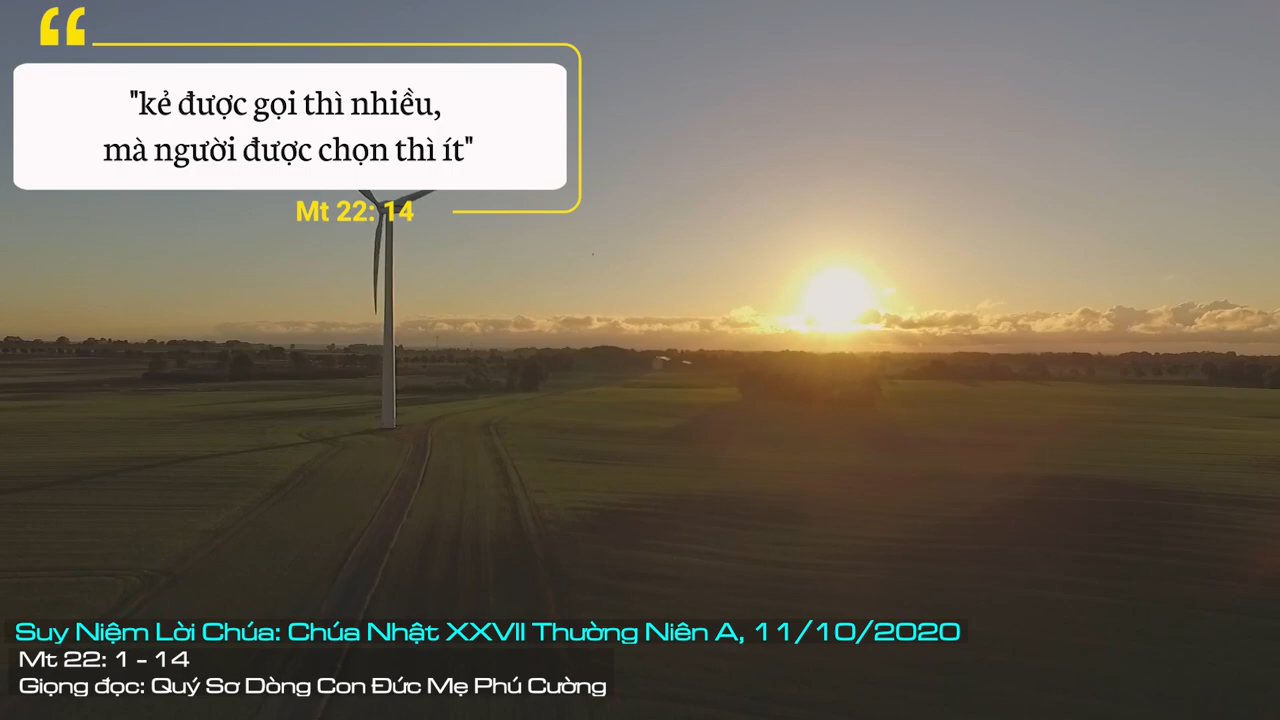 "kẻ được gọi thì nhiều,
mà người được chọn thì ít"
Mt 22: 14
Suy Niệm Lời Chúa: Chúa Nhật XXVII Thường Niên A, 11/10/2020
Mt 22: 1 - 14
Giọng đọc: Quý Sơ Dòng Con Đức Mẹ Phú Cường